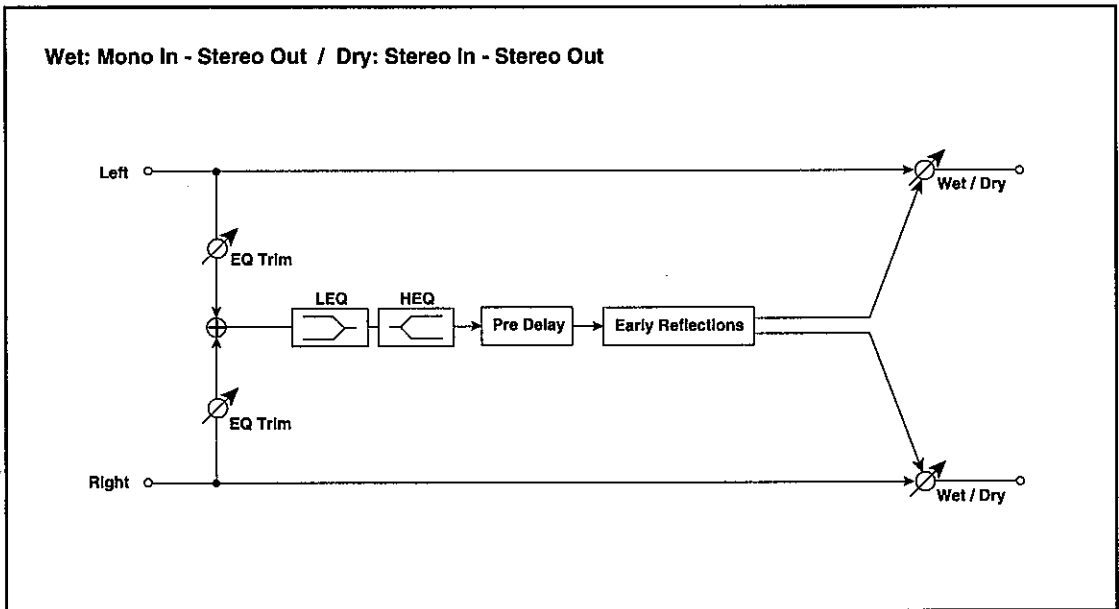 Wet: Mono In - Stereo Out / Dry: Stereo In - Stereo Out
Left
Wet / Dry
EQ Trim
LEQ
HEQ
Pre Delay
Early Reflections
EQ Trim
Right
Wet / Dry